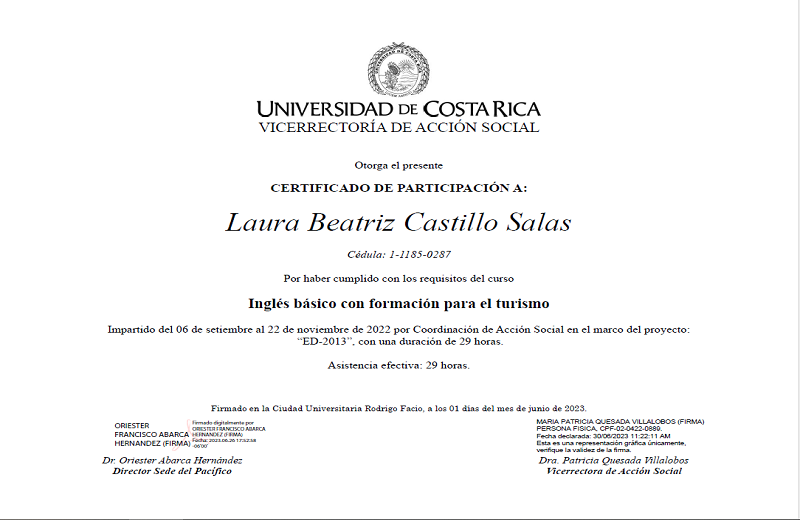 UNIVERSIDAD DE COSTA RICA
VICERRECTORÍA DE ACCIÓN SOCIAL
Otorga el presente
CERTIFICADO DE PARTICIPACIÓN A:
Laura Beatriz Castillo Salas
Cédula: 1-1185-0287
Por haber cumplido con los requisitos del curso
Inglés básico con formación para el turismo
Impartido del 06 de setiembre al 22 de noviembre de 2022 por Coordinación de Acción Social en el marco del proyecto:
“ED-2013”, con una duración de 29 horas.
Asistencia efectiva: 29 horas.
Firmado en la Ciudad Universitaria Rodrigo Facio, a los 01 días del mes de junio de 2023.
ORIESTER
FRANCISCO ABARCA
HERNANDEZ (FIRMA)
Firmado digitalmente por
ORIESTER FRANCISCO ABARCA
HERNANDEZ (FIRMA)
Fecha: 2023.06.26 17:52:58
-06'00'
Dr. Oriester Abarca Hernández
Director Sede del Pacífico
MARIA PATRICIA QUESADA VILLALOBOS (FIRMA)
PERSONA FISICA, CPF-02-0422-0889.
Fecha declarada: 30/06/2023 11:22:11 AM
Esta es una representación gráfica únicamente,
verifique la validez de la firma.
Dra. Patricia Quesada Villalobos
Vicerrectora de Acción Social